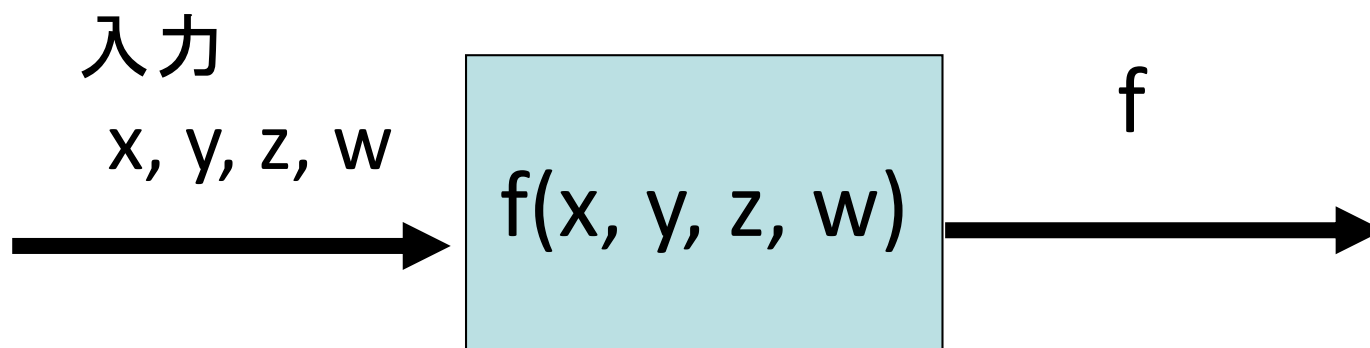 入力
x, y, z, w
f(x, y, z, w)
f